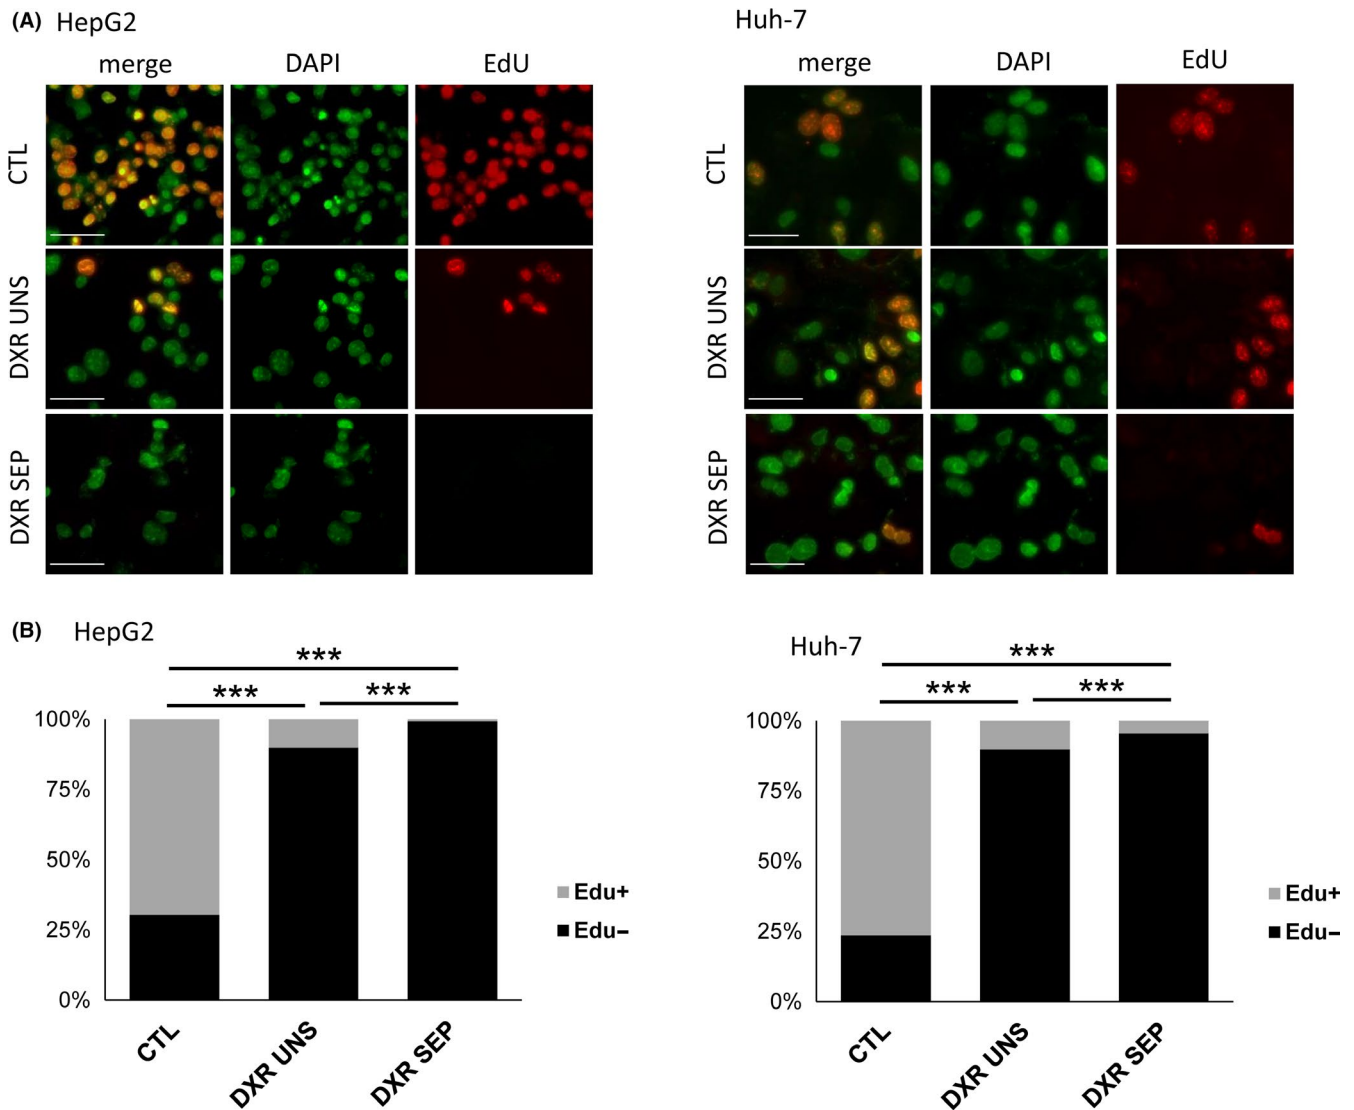 (A) HepG2
Huh-7
merge DAPI EdU
merge DAPI EdU
CTL
DXR UNS
DXR SEP
CTL
DXR UNS
DXR SEP
(B) HepG2
***
*** ***
100%
75%
50%
25%
0%
CTL
DXR UNS
DXR SEP
Edu+
Edu–
Huh-7
***
*** ***
100%
75%
50%
25%
0%
CTL
DXR UNS
DXR SEP
Edu+
Edu–